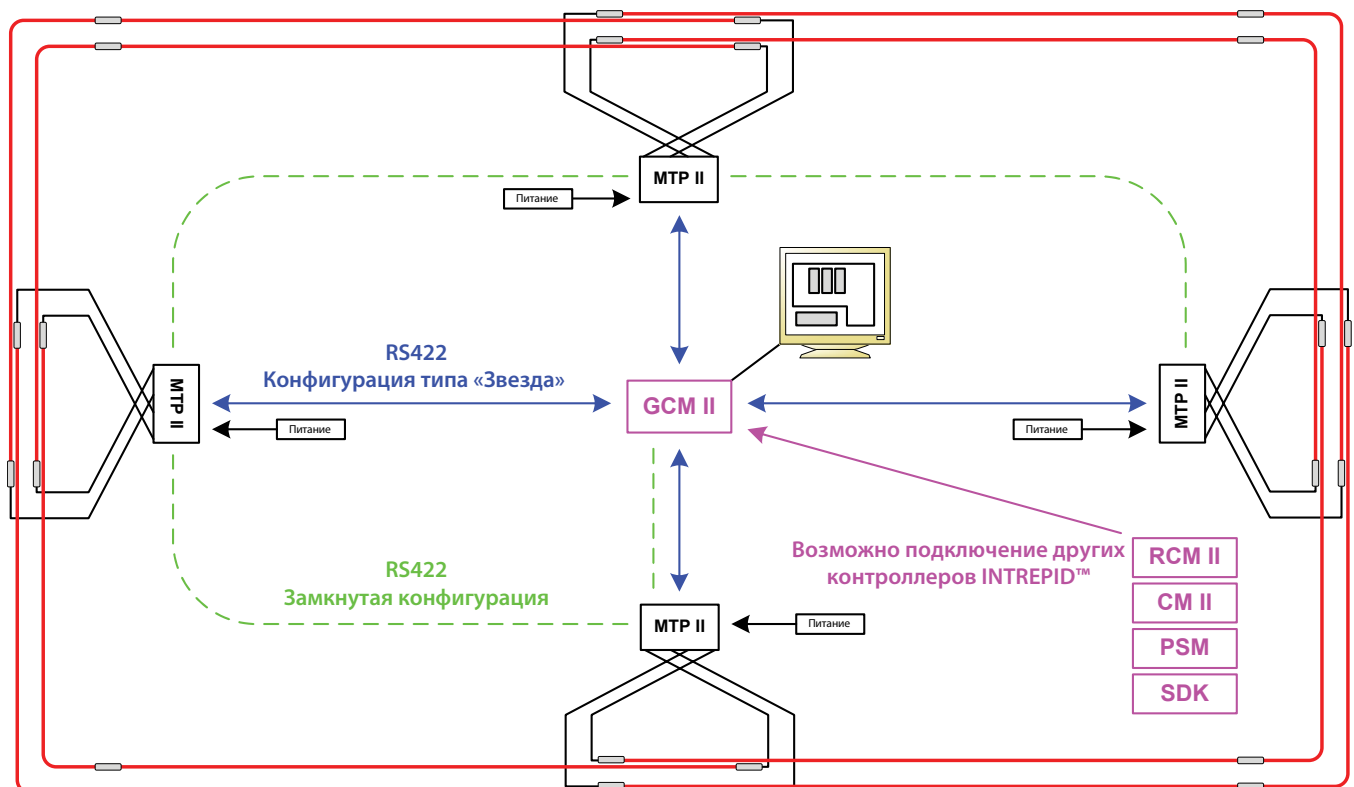 MTP II
Питание
RS422
Конфигурация типа «Звезда»
MTP II
GCM II
MTP II
Питание
Питание
Возможно подключение других
контроллеров INTREPID™
RCM II
CM II
PSM
SDK
RS422
Замкнутая конфигурация
MTP II
Питание